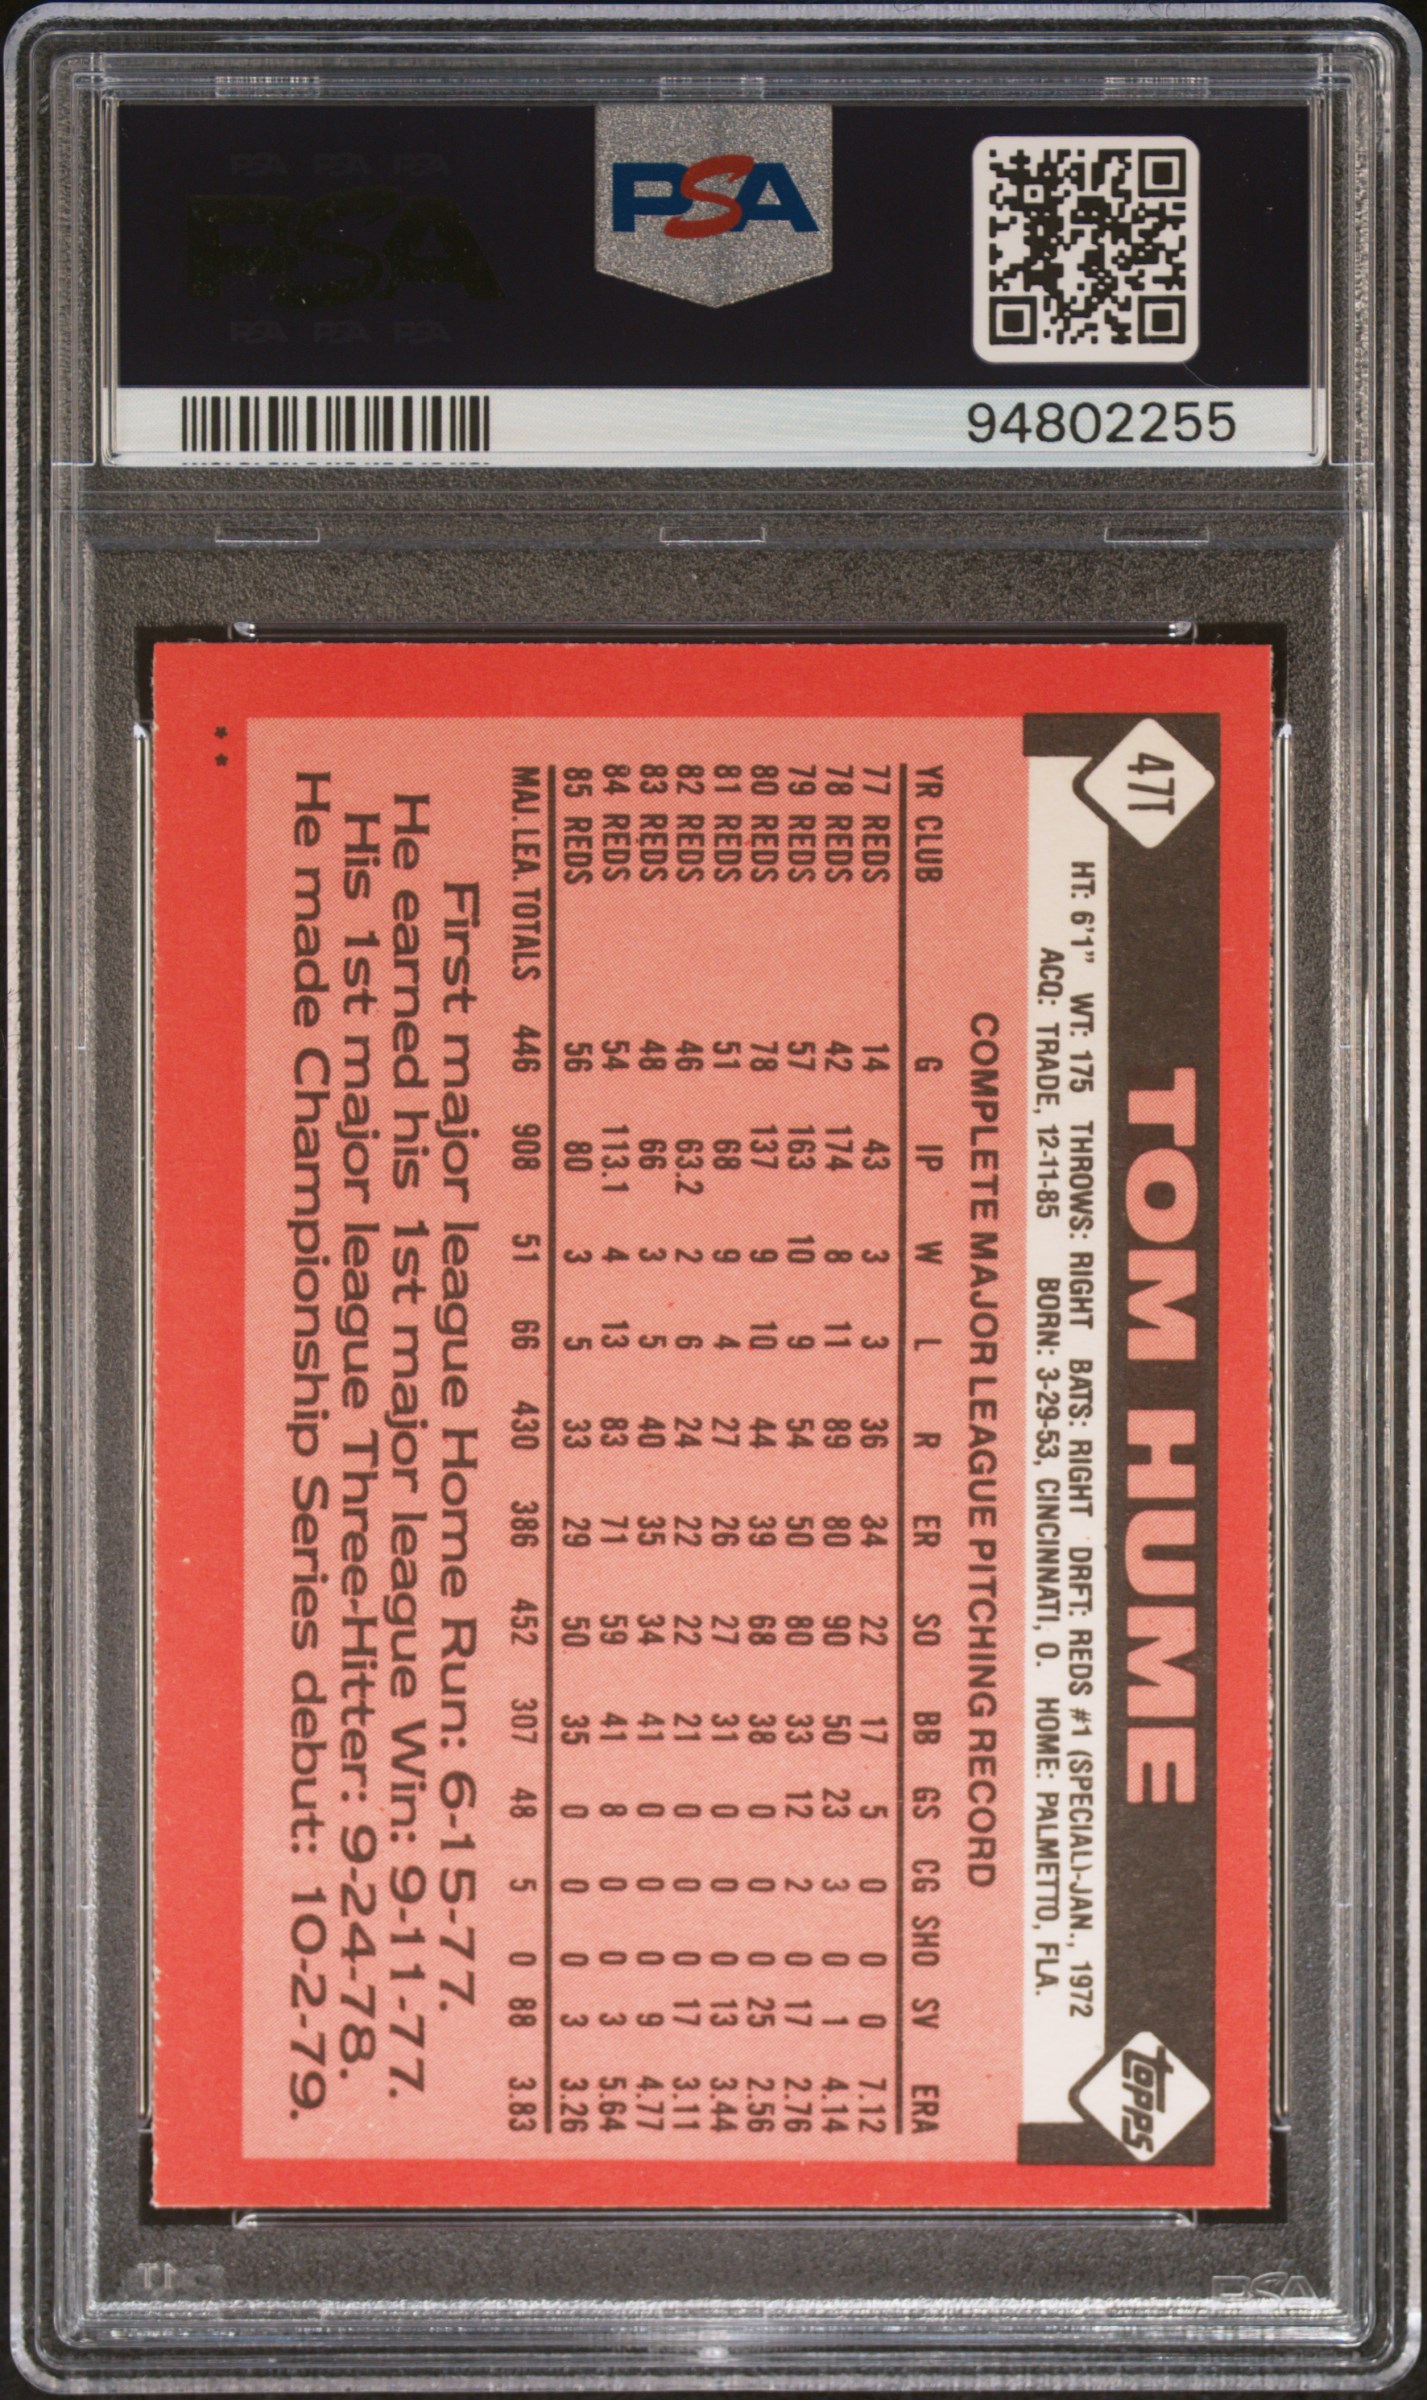 PSA PSA PSA
PSA
PSA PSA PSA
PSA
94802255
47T
TOM HUME
topps
HT: 6'1" WT: 175 THROWS: RIGHT BATS: RIGHT DRFT: REDS #1 (SPECIAL)-JAN., 1972
ACQ: TRADE, 12-11-85 BORN: 3-29-53, CINCINNATI, O. HOME: PALMETTO, FLA.
COMPLETE MAJOR LEAGUE PITCHING RECORD
YR CLUB G IP W L R ER SO BB GS CG SHO SV ERA
77 REDS 14 43 3 3 36 34 22 17 5 0 0 0 7.12
78 REDS 42 174 8 11 89 80 90 50 23 3 0 1 4.14
79 REDS 57 163 10 9 54 50 80 33 12 2 0 17 2.76
80 REDS 78 137 9 10 44 39 68 38 0 0 0 25 2.56
81 REDS 51 68 9 4 27 26 27 31 0 0 0 13 3.44
82 REDS 46 63.2 2 6 24 22 22 21 0 0 0 17 3.11
83 REDS 48 66 3 5 40 35 34 41 0 0 0 9 4.77
84 REDS 54 113.1 4 13 83 71 59 41 8 0 0 3 5.64
85 REDS 56 80 3 5 33 29 50 35 0 0 0 3 3.26
MAJ. LEA. TOTALS 446 908 51 66 430 386 452 307 48 5 0 88 3.83
First major league Home Run: 6-15-77.
He earned his 1st major league Win: 9-11-77.
His 1st major league Three-Hitter: 9-24-78.
He made Championship Series debut: 10-2-79.
**
PSA